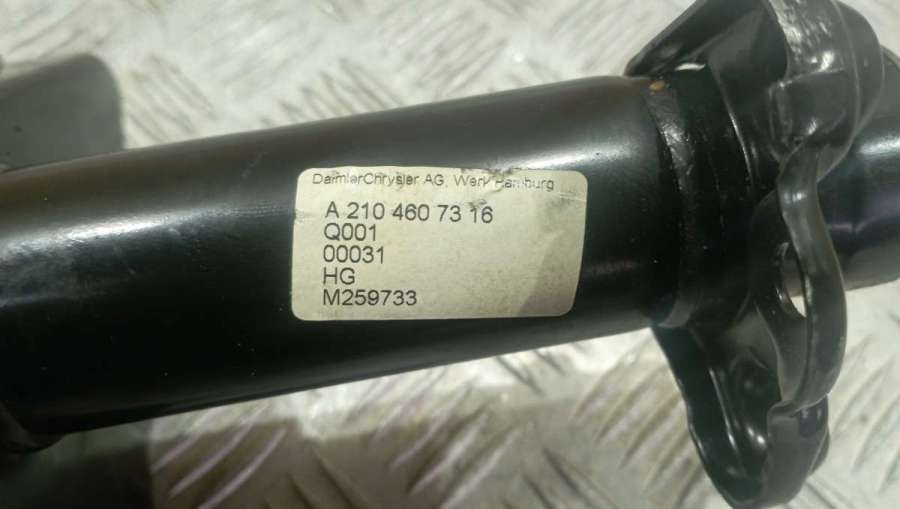 DaimlerChrysler AG, Werk Hamburg
A 210 460 73 16
Q001
00031
HG
M259733